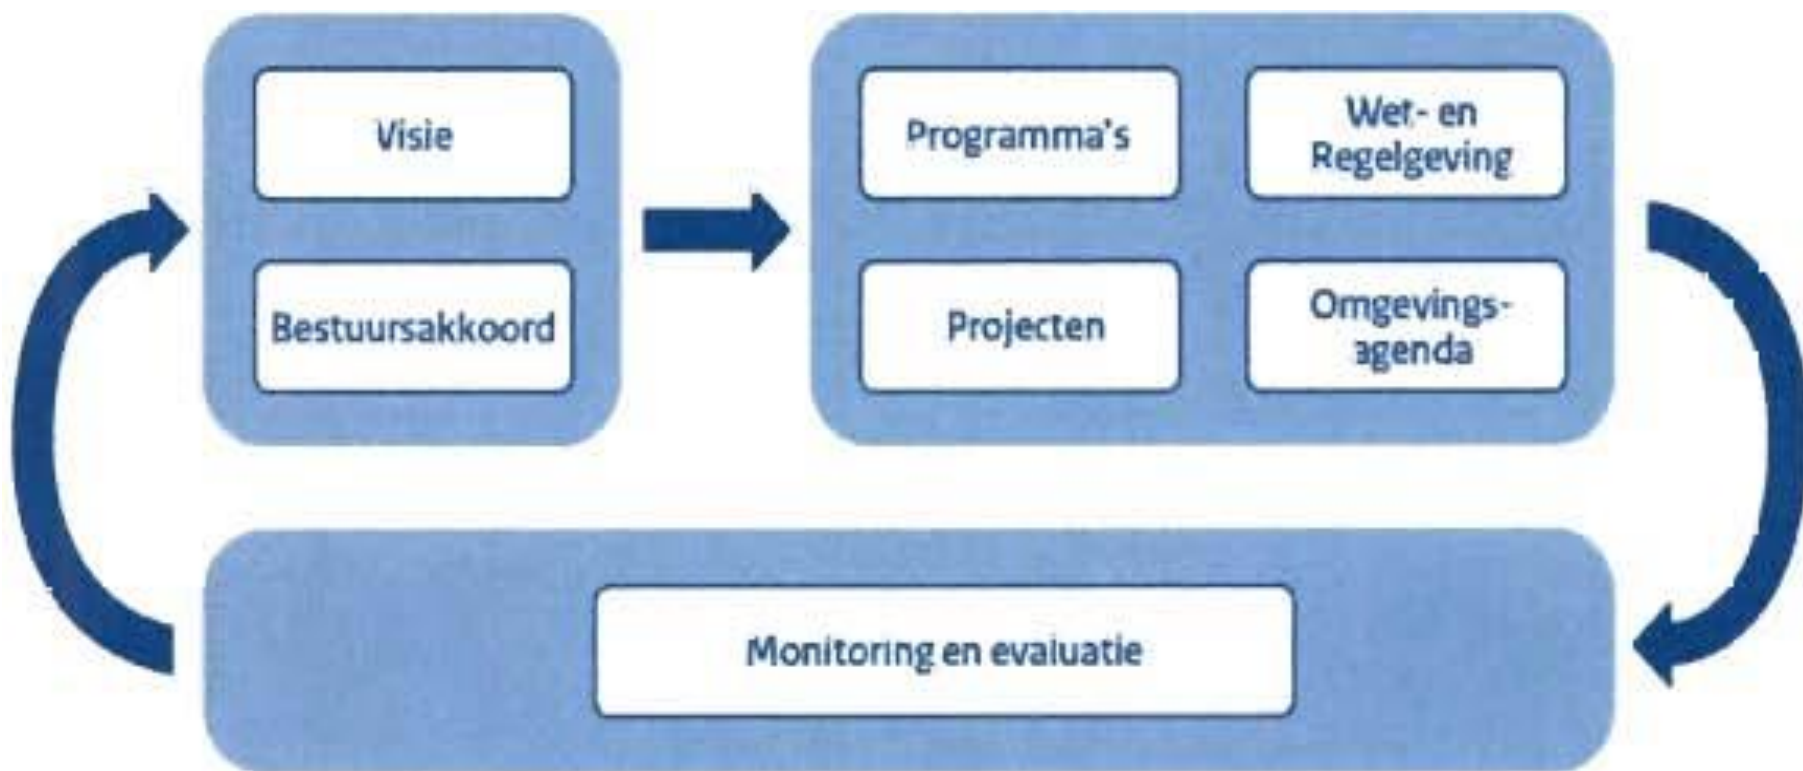 Visie
Bestuursakkoord
Programma's
Wet- en
Regelgeving
Projecten
Omgevings-
agenda
Monitoring en evaluatie